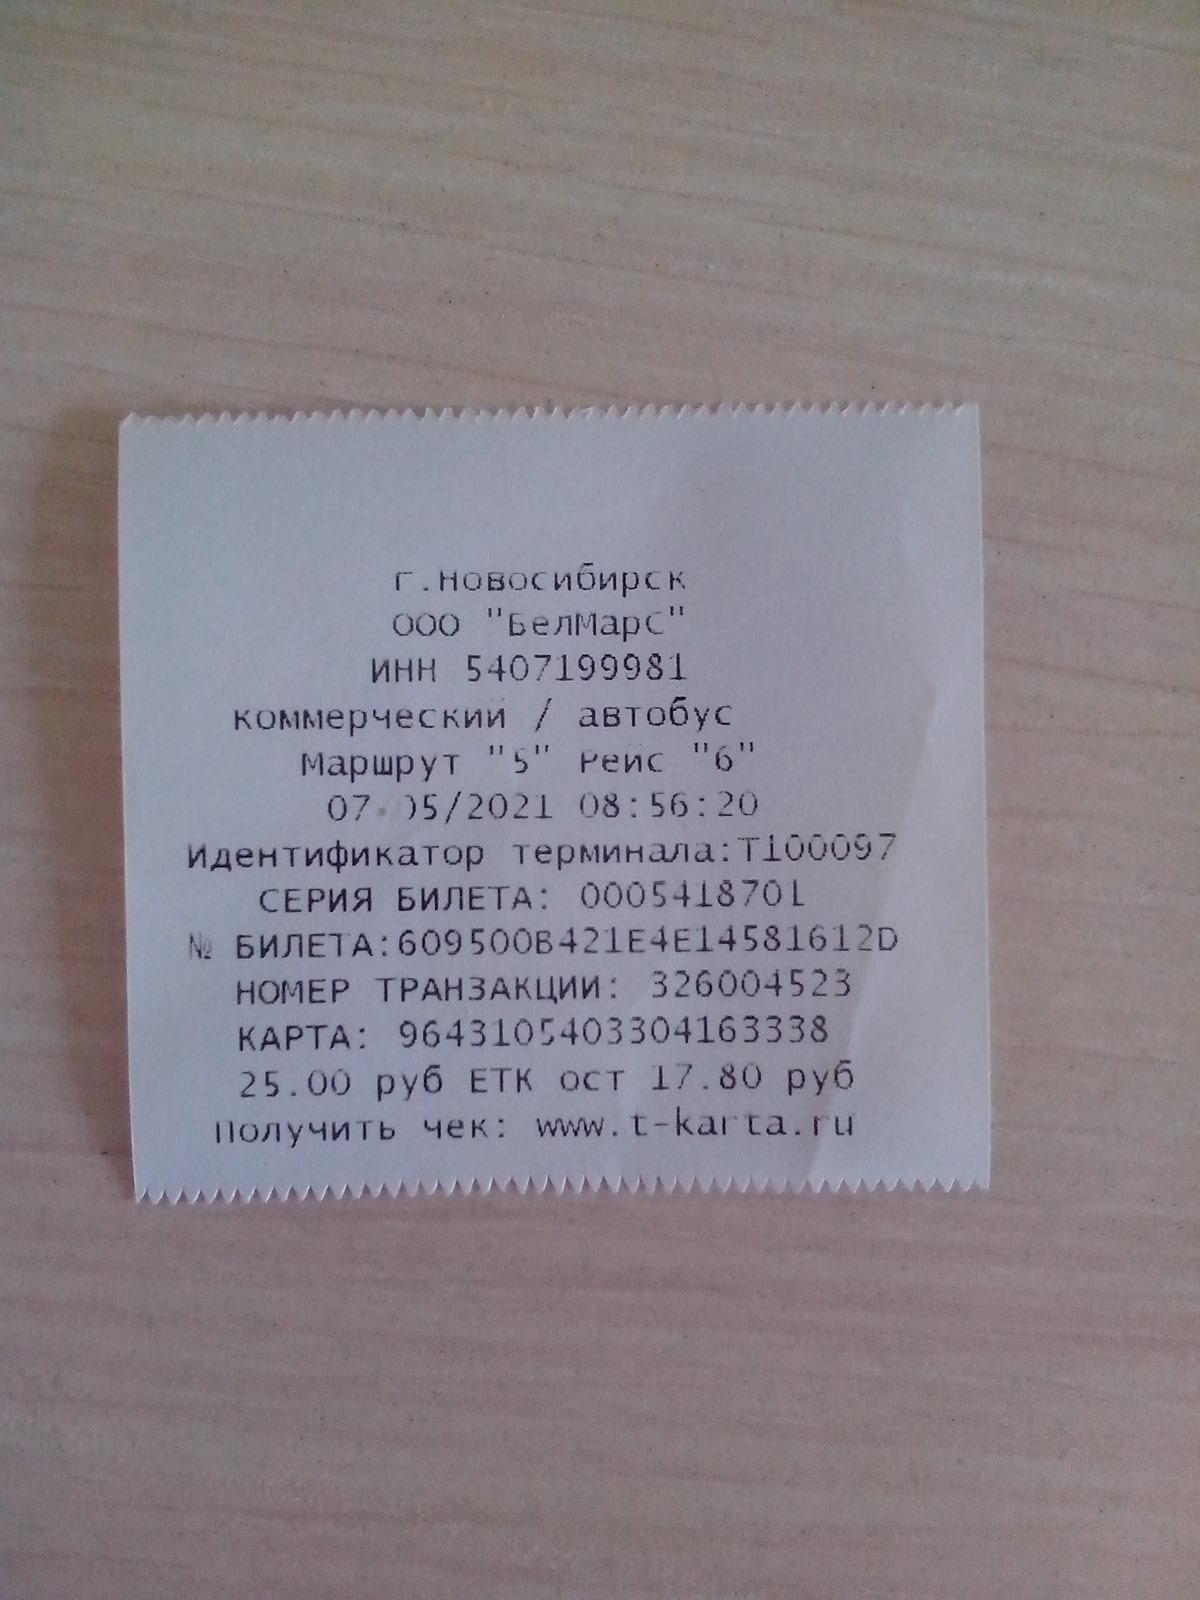 г.Новосибирск
ООО "БелМарС"
ИНН 5407199981
коммерческий / автобус
Маршрут "5" Рейс "6"
07/05/2021 08:56:20
Идентификатор терминала:T100097
СЕРИЯ БИЛЕТА: 0005418701
№ БИЛЕТА:609500B421E4E14581612D
НОМЕР ТРАНЗАКЦИИ: 326004523
КАРТА: 9643105403304163338
25.00 руб ЕТК ост 17.80 руб
Получить чек: www.t-karta.ru